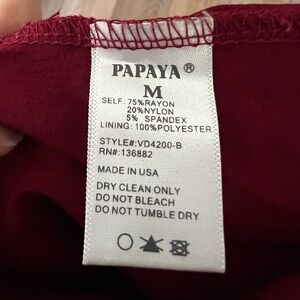 PAPAYA®
M
SELF: 75%RAYON
20%NYLON
5% SPANDEX
LINING: 100%POLYESTER
STYLE#:VD4200-B
RN#:136882
MADE IN USA
DRY CLEAN ONLY
DO NOT BLEACH
DO NOT TUMBLE DRY